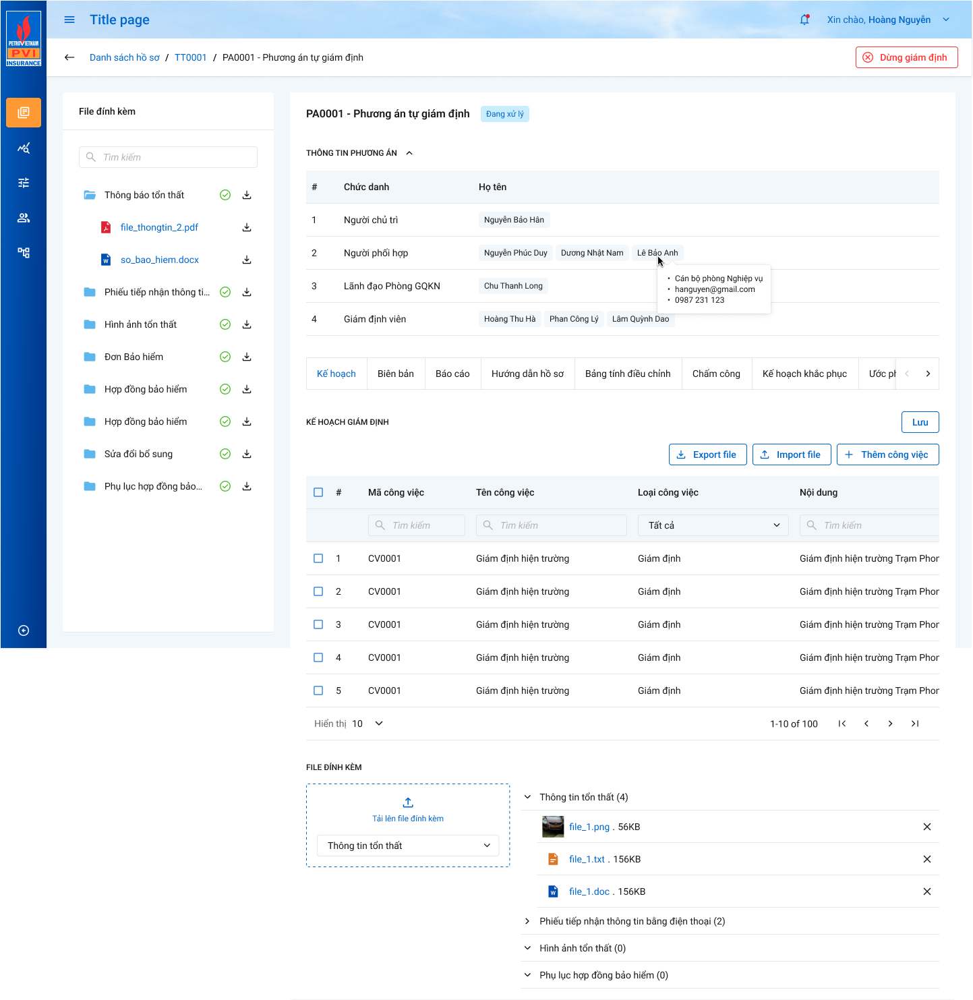 PETROVIETNAM
PVI
INSURANCE
Title page
Xin chào, Hoàng Nguyễn
Danh sách hồ sơ / TT0001 / PA0001 - Phương án tự giám định
Dừng giám định
File đính kèm
Tìm kiếm
Thông báo tổn thất
file_thongtin_2.pdf
so_bao_hiem.docx
Phiếu tiếp nhận thông ti...
Hình ảnh tổn thất
Đơn Bảo hiểm
Hợp đồng bảo hiểm
Hợp đồng bảo hiểm
Sửa đổi bổ sung
Phụ lục hợp đồng bảo...
PA0001 - Phương án tự giám định Đang xử lý
THÔNG TIN PHƯƠNG ÁN
# Chức danh Họ tên
1 Người chủ trì Nguyễn Bảo Hân
2 Người phối hợp Nguyễn Phúc Duy Dương Nhật Nam Lê Bảo Anh
• Cán bộ phòng Nghiệp vụ
• hanguyen@gmail.com
• 0987 231 123
3 Lãnh đạo Phòng GQKN Chu Thanh Long
4 Giám định viên Hoàng Thu Hà Phan Công Lý Lâm Quỳnh Dao
Kế hoạch Biên bản Báo cáo Hướng dẫn hồ sơ Bảng tính điều chỉnh Chấm công Kế hoạch khắc phục Ước ph
KẾ HOẠCH GIÁM ĐỊNH
Lưu
Export file Import file Thêm công việc
# Mã công việc Tên công việc Loại công việc Nội dung
Tìm kiếm Tìm kiếm Tất cả Tìm kiếm
1 CV0001 Giám định hiện trường Giám định Giám định hiện trường Trạm Phon
2 CV0001 Giám định hiện trường Giám định Giám định hiện trường Trạm Phon
3 CV0001 Giám định hiện trường Giám định Giám định hiện trường Trạm Phon
4 CV0001 Giám định hiện trường Giám định Giám định hiện trường Trạm Phon
5 CV0001 Giám định hiện trường Giám định Giám định hiện trường Trạm Phon
Hiển thị 10 1-10 of 100
FILE ĐÍNH KÈM
Tải lên file đính kèm
Thông tin tổn thất
Thông tin tổn thất (4)
file_1.png . 56KB
file_1.txt . 156KB
file_1.doc . 156KB
Phiếu tiếp nhận thông tin bằng điện thoại (2)
Hình ảnh tổn thất (0)
Phụ lục hợp đồng bảo hiểm (0)